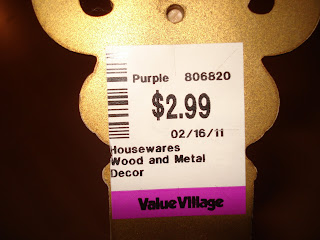 Purple 806820
$2.99
02/16/11
Housewares
Wood and Metal
Decor
Value Village